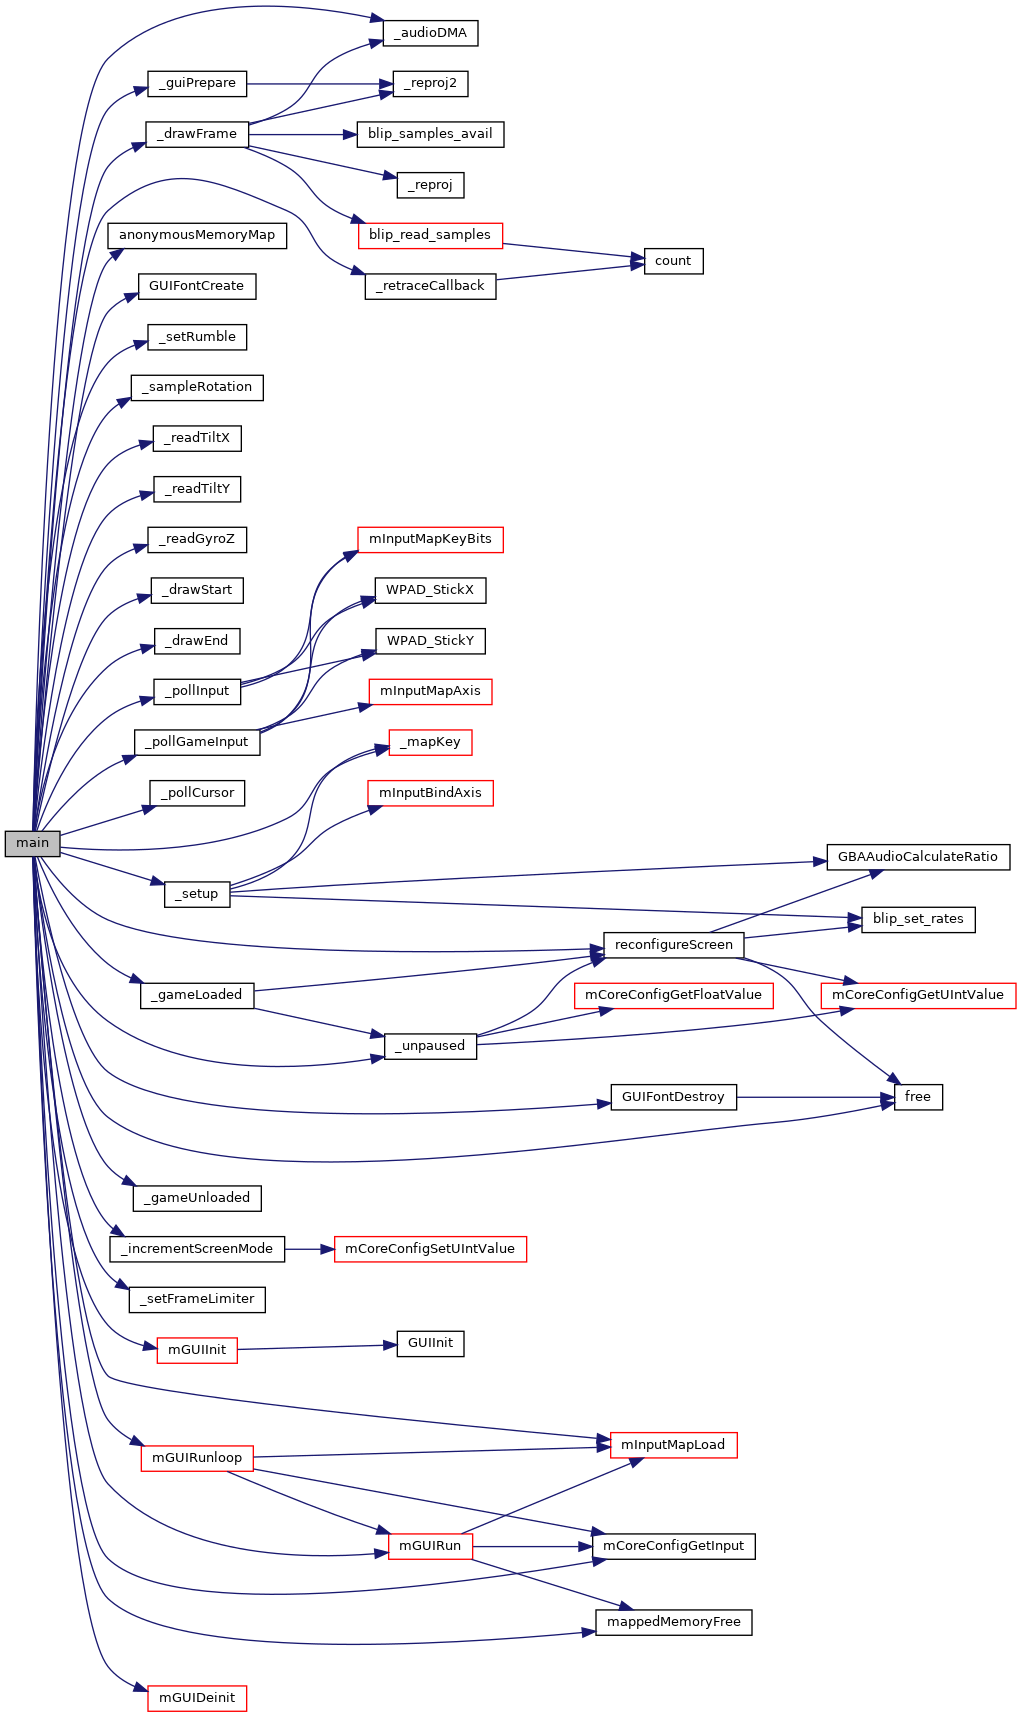 _audioDMA
_guiPrepare
_reproj2
_drawFrame
blip_samples_avail
_reproj
anonymousMemoryMap
blip_read_samples
count
GUIFontCreate
_retraceCallback
_setRumble
_sampleRotation
_readTiltX
_readTiltY
_readGyroZ
mInputMapKeyBits
_drawStart
WPAD_StickX
_drawEnd
WPAD_StickY
_pollInput
mInputMapAxis
_pollGameInput
_mapKey
_pollCursor
mInputBindAxis
main
GBAAudioCalculateRatio
_setup
blip_set_rates
reconfigureScreen
_gameLoaded
mCoreConfigGetFloatValue
mCoreConfigGetUIntValue
_unpaused
GUIFontDestroy
free
_gameUnloaded
_incrementScreenMode
mCoreConfigSetUIntValue
_setFrameLimiter
mGUIInit
GUIInit
mInputMapLoad
mGUIRunloop
mGUIRun
mCoreConfigGetInput
mappedMemoryFree
mGUIDeinit